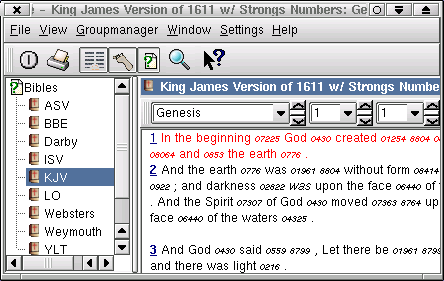 - King James Version of 1611 w/ Strongs Numbers: Ge
File View Groupmanager Window Settings Help
Bibles
ASV
BBE
Darby
ISV
KJV
LO
Websters
Weymouth
YLT
King James Version of 1611 w/ Strongs Numbe
Genesis 1 1
1 In the beginning 07225 God 0430 created 01254 8804 0
08064 and 0853 the earth 0776 .
2 And the earth 0776 was 01961 8804 without form 08414
0922 ; and darkness 02822 was upon the face 06440 of
. And the Spirit 07307 of God 0430 moved 07363 8764 up
face 06440 of the waters 04325 .
3 And God 0430 said 0559 8799 , Let there be 01961 8799
and there was light 0216 .